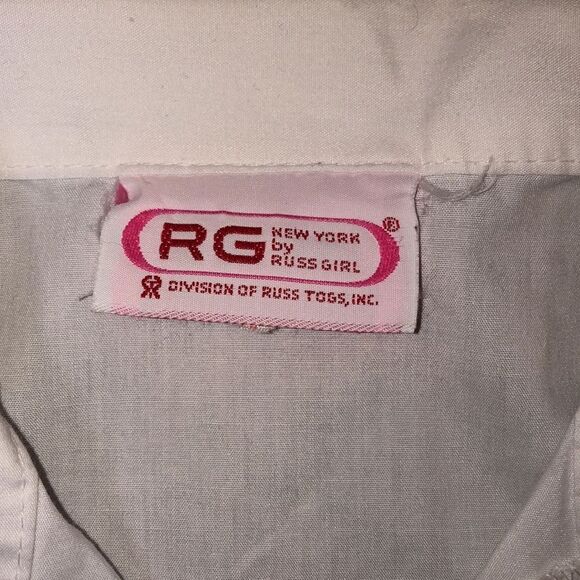 RG NEW YORK
by
RUSS GIRL
®
DIVISION OF RUSS TOGS, INC.